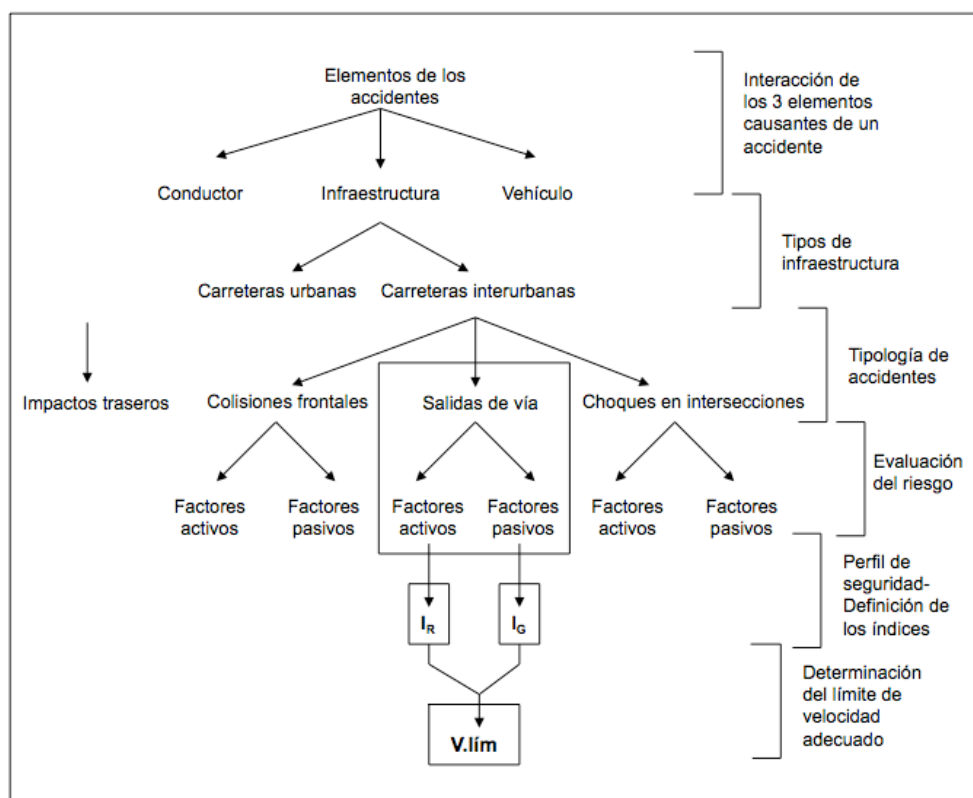 Elementos de los
accidentes
Interacción de
los 3 elementos
causantes de un
accidente
Conductor
Infraestructura
Vehículo
Tipos de
infraestructura
Carreteras urbanas
Carreteras interurbanas
Tipología de
accidentes
Impactos traseros
Colisiones frontales
Salidas de vía
Choques en intersecciones
Evaluación
del riesgo
Factores
activos
Factores
pasivos
Factores
activos
Factores
pasivos
Factores
activos
Factores
pasivos
Perfil de
seguridad-
Definición de
los índices
I_R
I_G
Determinación
del límite de
velocidad
adecuado
V.lím